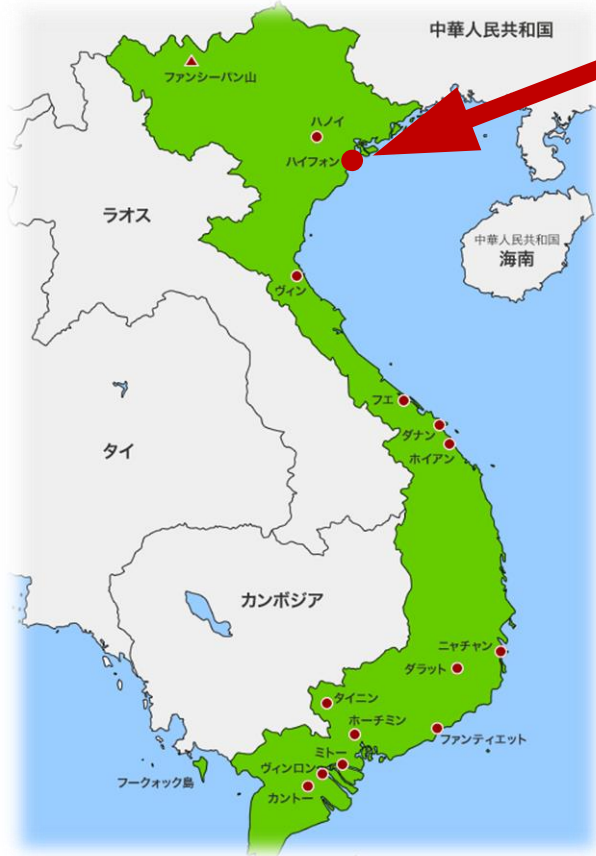 中華人民共和国
ファンシーパン山
ハノイ
ハイフォン
ラオス
中華人民共和国
海南
ヴィン
フエ
ダナン
ホイアン
タイ
カンボジア
ニャチャン
ダラット
タイニン
ホーチミン
ファンティエット
ミトー
ヴィンロン
フークォック島
カントー